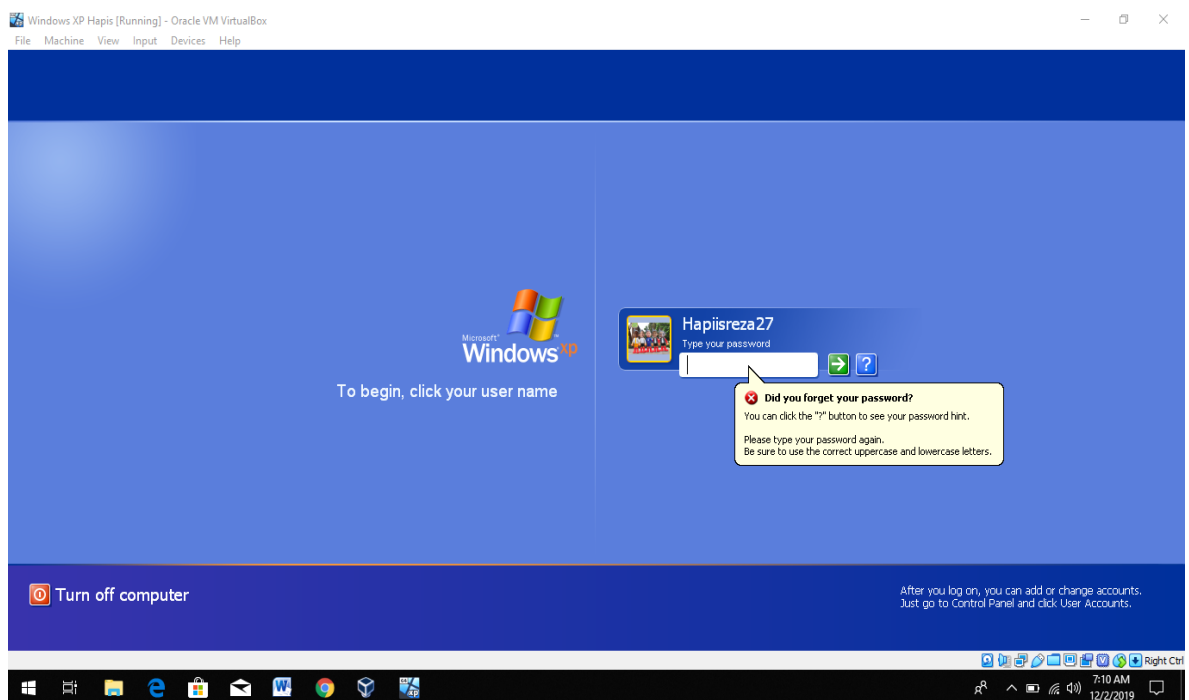 Windows XP Hapis [Running] - Oracle VM VirtualBox
File Machine View Input Devices Help
Microsoft®
Windows xp
To begin, click your user name
Hapiisreza27
Type your password
?
Did you forget your password?
You can click the "?" button to see your password hint.
Please type your password again.
Be sure to use the correct uppercase and lowercase letters.
Turn off computer
After you log on, you can add or change accounts.
Just go to Control Panel and click User Accounts.
Right Ctrl
7:10 AM
12/2/2019